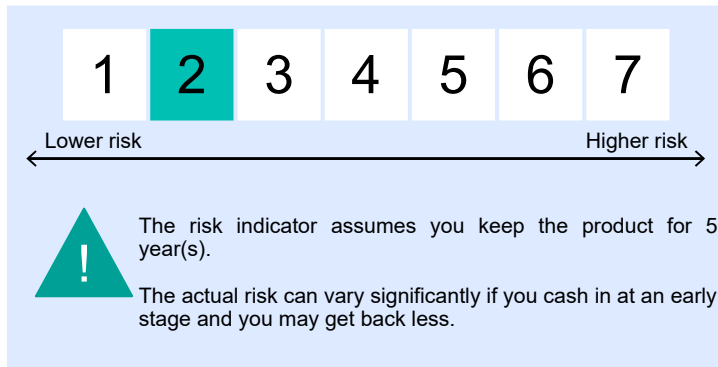 1 2 3 4 5 6 7
Lower risk Higher risk
!
The risk indicator assumes you keep the product for 5
year(s).
The actual risk can vary significantly if you cash in at an early
stage and you may get back less.